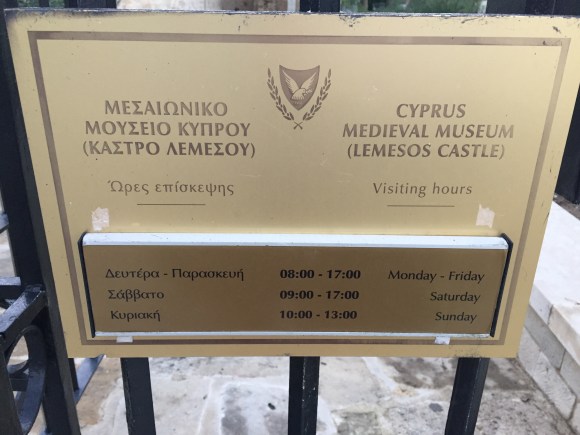 ΜΕΣΑΙΩΝΙΚΟ
ΜΟΥΣΕΙΟ ΚΥΠΡΟΥ
(ΚΑΣΤΡΟ ΛΕΜΕΣΟΥ)
Ώρες επίσκεψης
CYPRUS
MEDIEVAL MUSEUM
(LEMESOS CASTLE)
Visiting hours
Δευτέρα - Παρασκευή 08:00 - 17:00 Monday - Friday
Σάββατο 09:00 - 17:00 Saturday
Κυριακή 10:00 - 13:00 Sunday